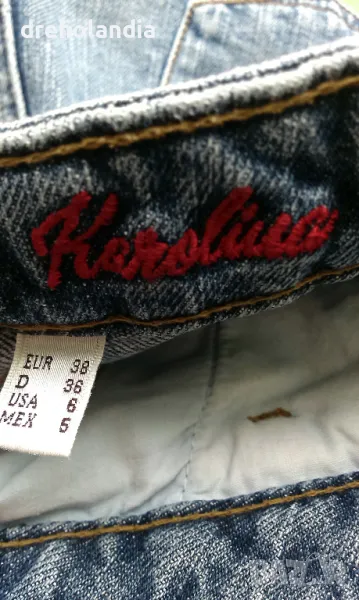 dreholandia
Karolina
EUR 38
D 36
USA 6
MEX 5